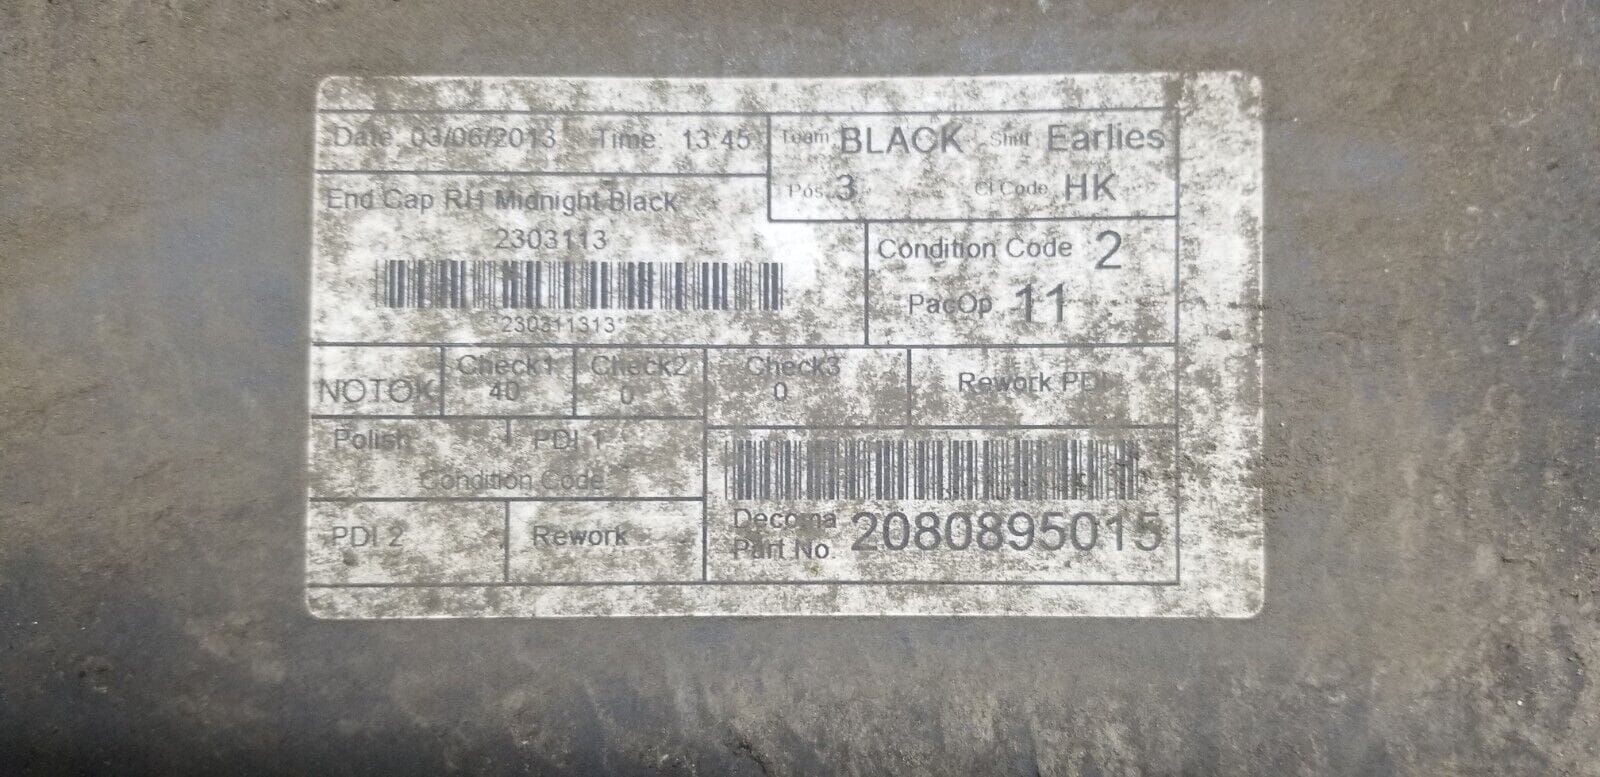 Date 03/06/2013 Time: 13:45
Team BLACK Shift Earlies
Pos 3 Cl Code HK
End Cap RH Midnight Black
2303113
*230311313*
Condition Code 2
PacOp 11
NOTOK
Check1
40
Check2
0
Check3
0
Rework PDI
Polish PDI 1
Condition Code
PDI 2
Rework
Decoma
Part No. 2080895015